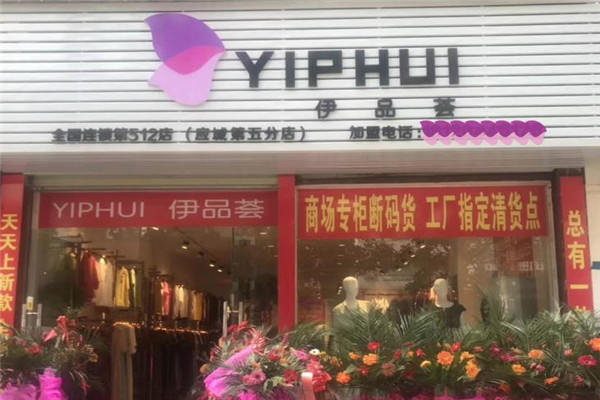 YIPHUI
伊品荟
全国连锁第512店（应城第五分店） 加盟电话:
YIPHUI 伊品荟
商场专柜断码货 工厂指定清货点
天天上新款
总有一